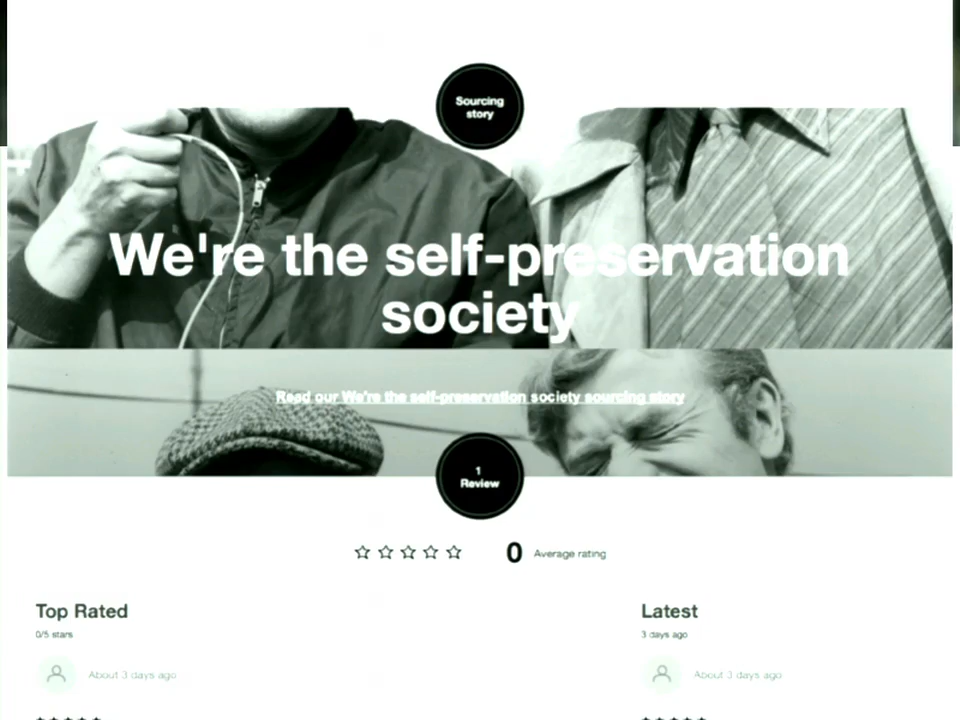 Sourcing
story
We're the self-preservation
society
Read our We're the self-preservation society sourcing story
1
Review
0 Average rating
Top Rated
Latest
0/5 stars
3 days ago
About 3 days ago
About 3 days ago